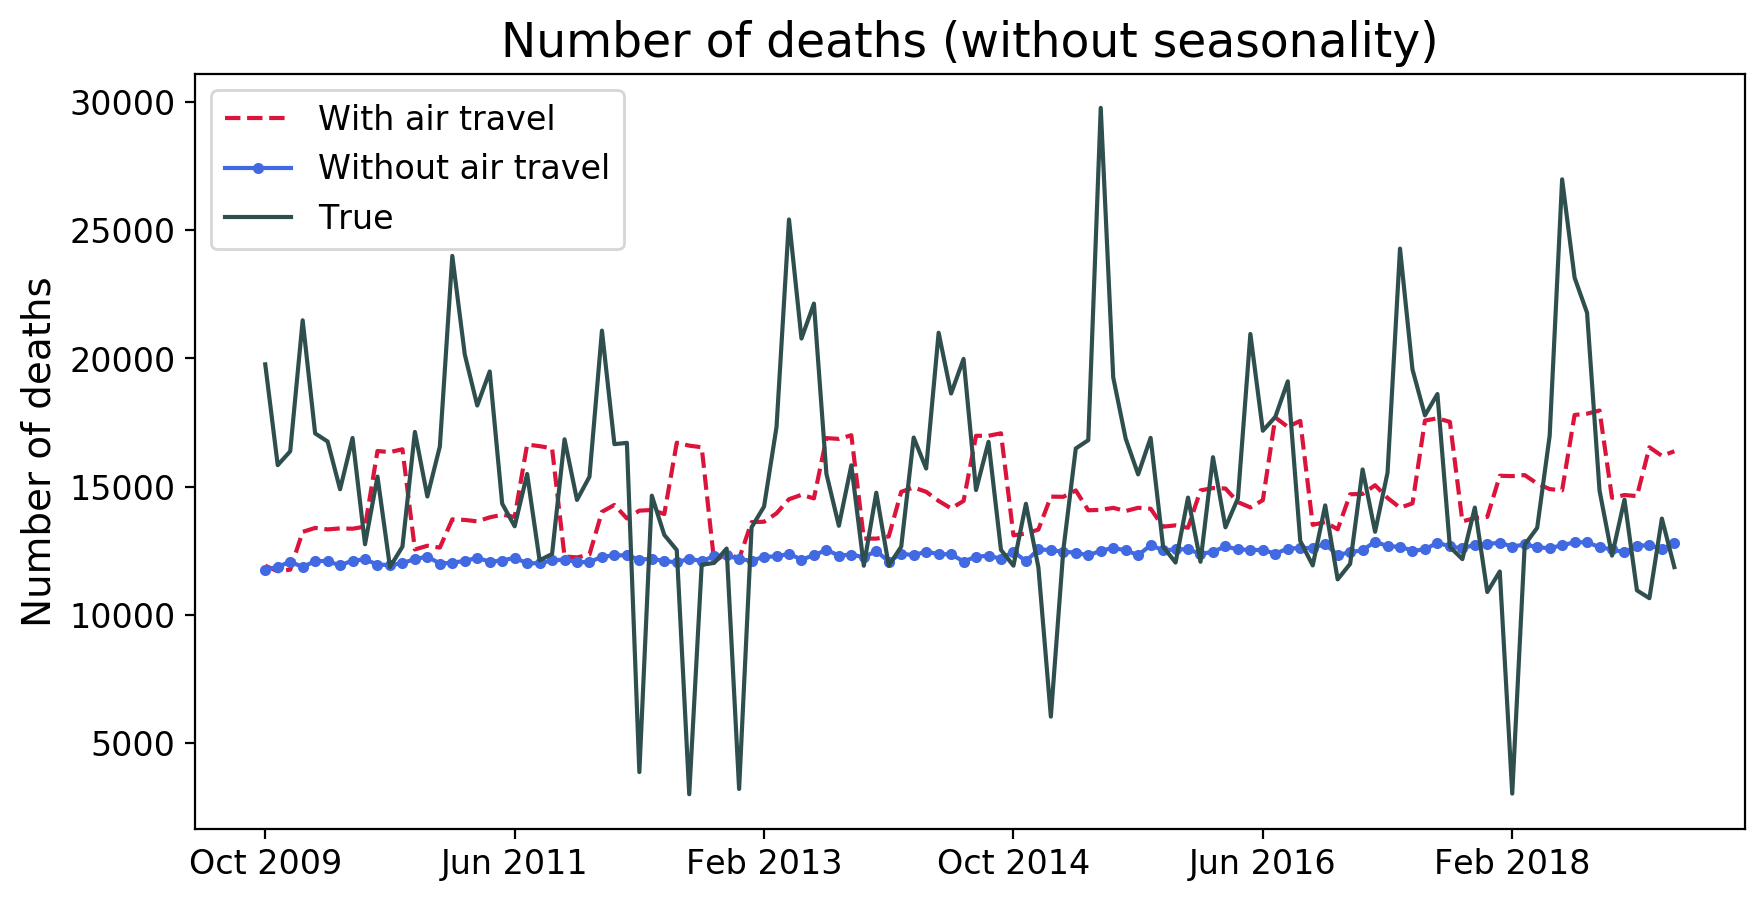 Number of deaths (without seasonality)
Number of deaths
30000
25000
20000
15000
10000
5000
With air travel
Without air travel
True
Oct 2009
Jun 2011
Feb 2013
Oct 2014
Jun 2016
Feb 2018